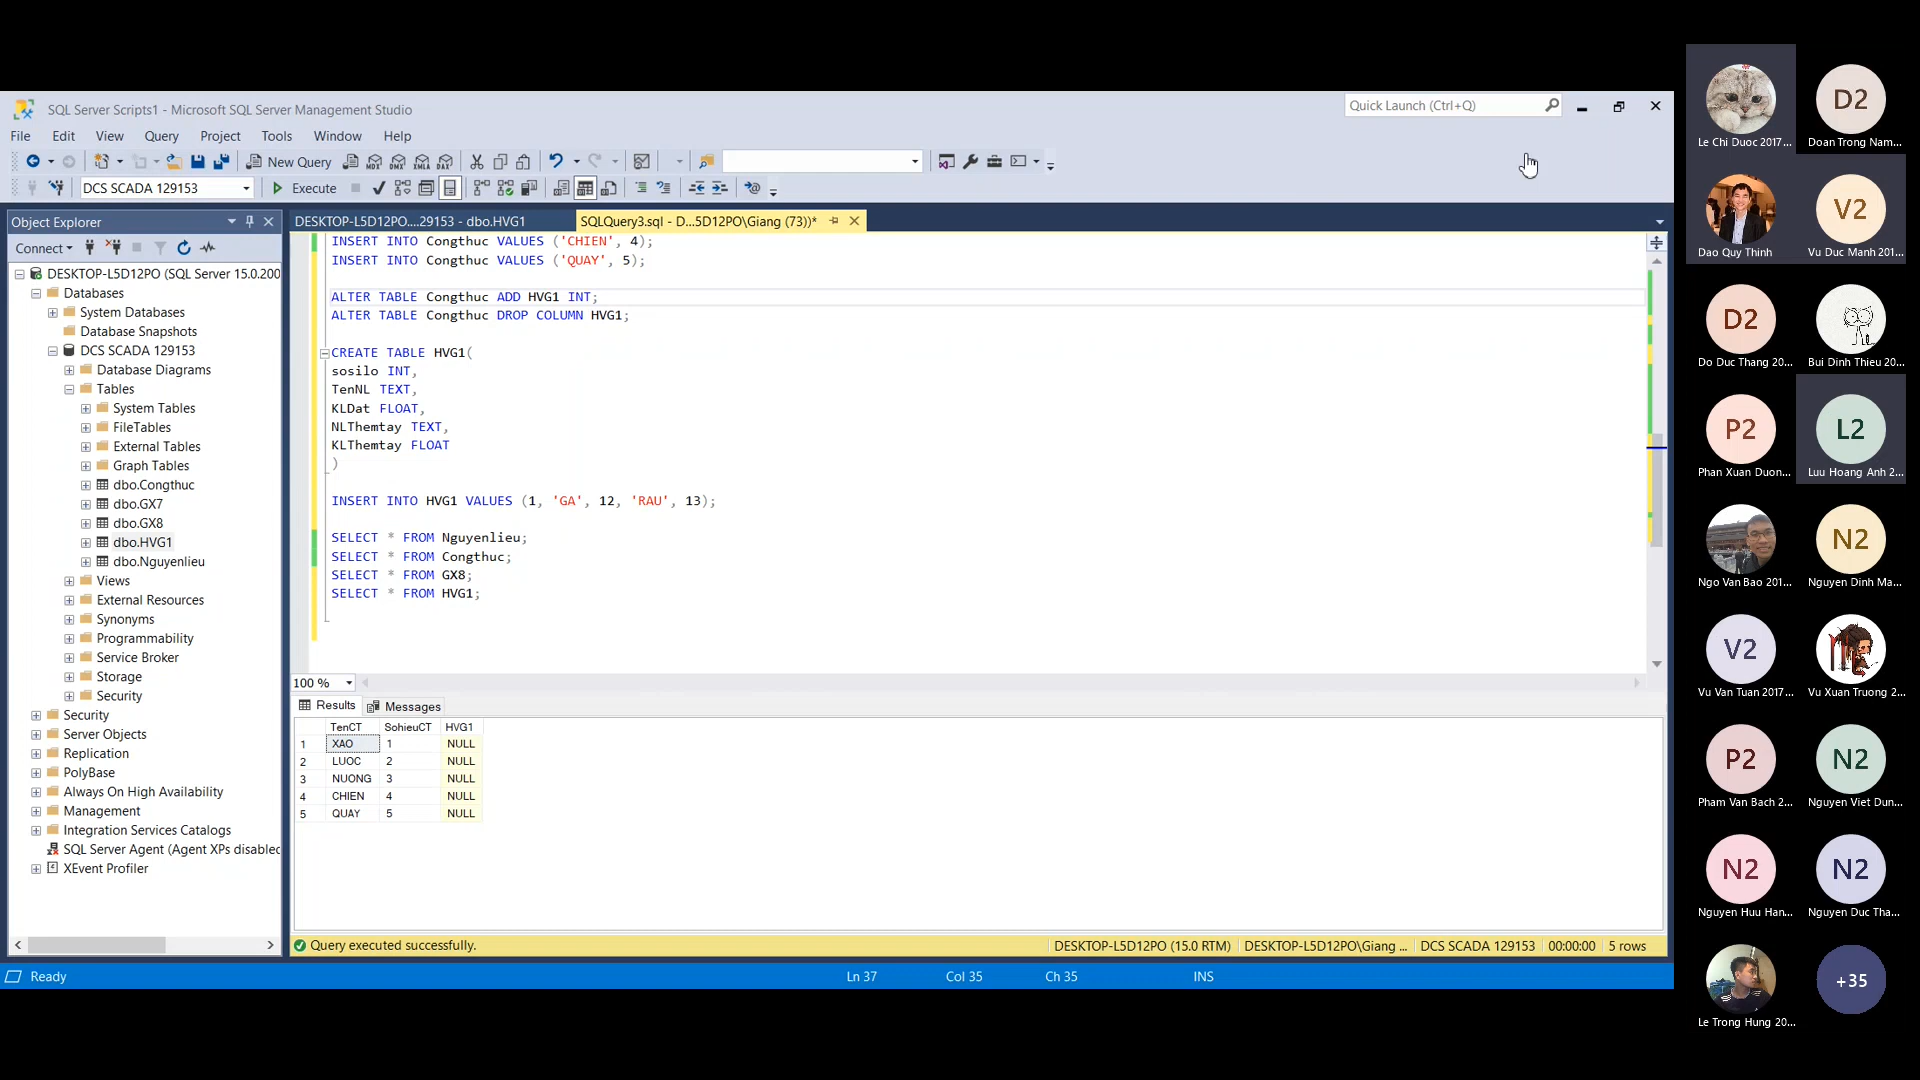 SQL Server Scripts1 - Microsoft SQL Server Management Studio
Quick Launch (Ctrl+Q)
File Edit View Query Project Tools Window Help
New Query
DCS SCADA 129153
Execute
Object Explorer
DESKTOP-L5D12PO....29153 - dbo.HVG1
SQLQuery3.sql - D...5D12PO\Giang (73))*
Connect
DESKTOP-L5D12PO (SQL Server 15.0.200
Databases
System Databases
Database Snapshots
DCS SCADA 129153
Database Diagrams
Tables
System Tables
FileTables
External Tables
Graph Tables
dbo.Congthuc
dbo.GX7
dbo.GX8
dbo.HVG1
dbo.Nguyenlieu
Views
External Resources
Synonyms
Programmability
Service Broker
Storage
Security
Security
Server Objects
Replication
PolyBase
Always On High Availability
Management
Integration Services Catalogs
SQL Server Agent (Agent XPs disabled
XEvent Profiler
INSERT INTO Congthuc VALUES ('CHIEN', 4);
INSERT INTO Congthuc VALUES ('QUAY', 5);
ALTER TABLE Congthuc ADD HVG1 INT;
ALTER TABLE Congthuc DROP COLUMN HVG1;
CREATE TABLE HVG1(
sosilo INT,
TenNL TEXT,
KLDat FLOAT,
NLThemtay TEXT,
KLThemtay FLOAT
)
INSERT INTO HVG1 VALUES (1, 'GA', 12, 'RAU', 13);
SELECT * FROM Nguyenlieu;
SELECT * FROM Congthuc;
SELECT * FROM GX8;
SELECT * FROM HVG1;
100 %
Results Messages
TenCT SohieuCT HVG1
1 XAO 1 NULL
2 LUOC 2 NULL
3 NUONG 3 NULL
4 CHIEN 4 NULL
5 QUAY 5 NULL
Query executed successfully.
DESKTOP-L5D12PO (15.0 RTM) DESKTOP-L5D12PO\Giang ... DCS SCADA 129153 00:00:00 5 rows
Ready
Ln 37 Col 35 Ch 35 INS
D2
Le Chi Duoc 2017... Doan Trong Nam...
V2
Dao Quy Thinh Vu Duc Manh 201...
D2
Do Duc Thang 20... Bui Dinh Thieu 20...
P2 L2
Phan Xuan Duon... Luu Hoang Anh 2...
N2
Ngo Van Bao 201... Nguyen Dinh Ma...
V2
Vu Van Tuan 2017... Vu Xuan Truong 2...
P2 N2
Pham Van Bach 2... Nguyen Viet Dun...
N2 N2
Nguyen Huu Han... Nguyen Duc Tha...
+35
Le Trong Hung 20...